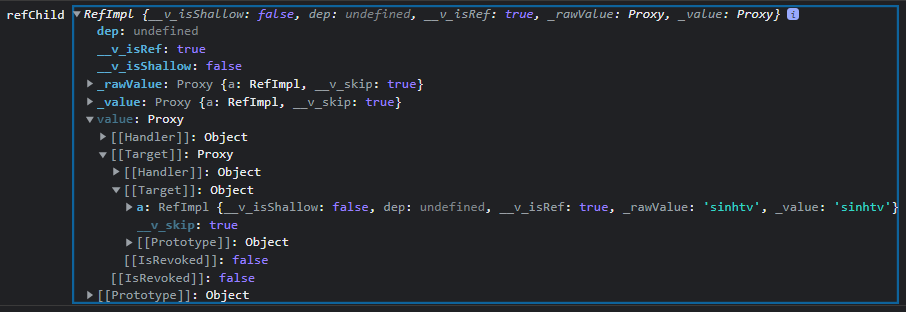 refChild ▼RefImpl {__v_isShallow: false, dep: undefined, __v_isRef: true, _rawValue: Proxy, _value: Proxy} i
dep: undefined
__v_isRef: true
__v_isShallow: false
▶_rawValue: Proxy {a: RefImpl, __v_skip: true}
▶_value: Proxy {a: RefImpl, __v_skip: true}
▼value: Proxy
▶[[Handler]]: Object
▼[[Target]]: Proxy
▶[[Handler]]: Object
▼[[Target]]: Object
▶a: RefImpl {__v_isShallow: false, dep: undefined, __v_isRef: true, _rawValue: 'sinhtv', _value: 'sinhtv'}
__v_skip: true
▶[[Prototype]]: Object
[[IsRevoked]]: false
[[IsRevoked]]: false
▶[[Prototype]]: Object